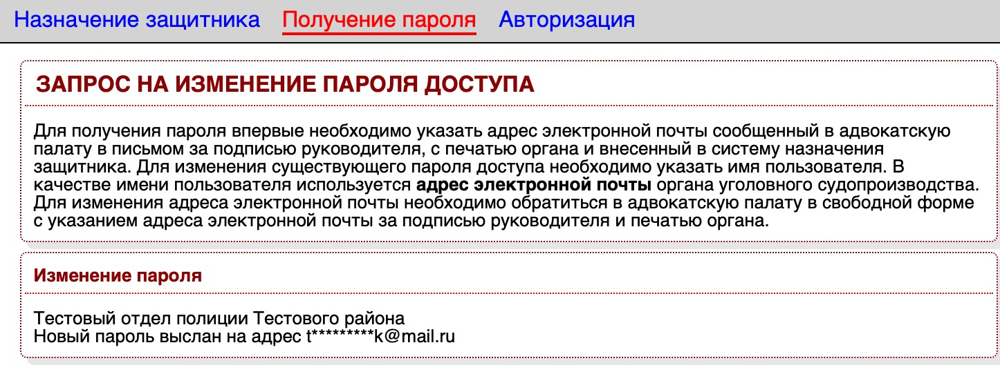 Назначение защитника Получение пароля Авторизация
ЗАПРОС НА ИЗМЕНЕНИЕ ПАРОЛЯ ДОСТУПА
Для получения пароля впервые необходимо указать адрес электронной почты сообщенный в адвокатскую
палату в письмом за подписью руководителя, с печатью органа и внесенный в систему назначения
защитника. Для изменения существующего пароля доступа необходимо указать имя пользователя. В
качестве имени пользователя используется адрес электронной почты органа уголовного судопроизводства.
Для изменения адреса электронной почты необходимо обратиться в адвокатскую палату в свободной форме
с указанием адреса электронной почты за подписью руководителя и печатью органа.
Изменение пароля
Тестовый отдел полиции Тестового района
Новый пароль выслан на адрес t*********k@mail.ru